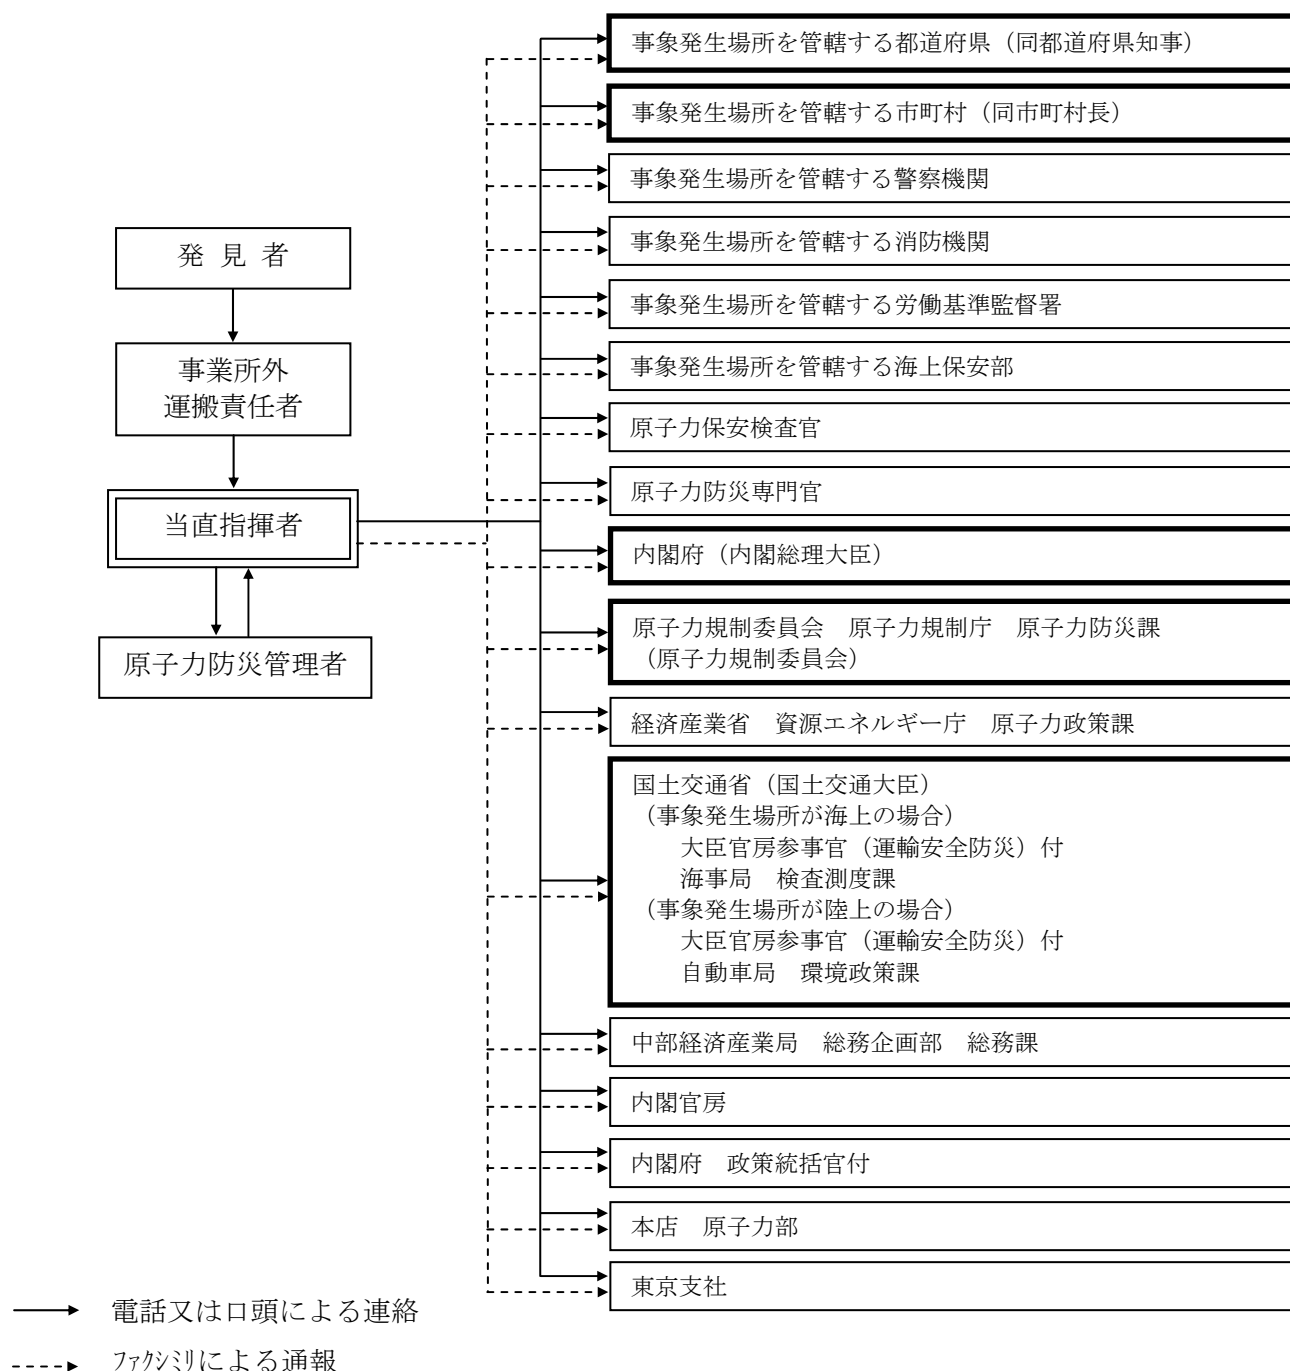 発見者
事業所外
運搬責任者
当直指揮者
原子力防災管理者
事象発生場所を管轄する都道府県（同都道府県知事）
事象発生場所を管轄する市町村（同市町村長）
事象発生場所を管轄する警察機関
事象発生場所を管轄する消防機関
事象発生場所を管轄する労働基準監督署
事象発生場所を管轄する海上保安部
原子力保安検査官
原子力防災専門官
内閣府（内閣総理大臣）
原子力規制委員会　原子力規制庁　原子力防災課
（原子力規制委員会）
経済産業省　資源エネルギー庁　原子力政策課
国土交通省（国土交通大臣）
（事象発生場所が海上の場合）
大臣官房参事官（運輸安全防災）付
海事局　検査測度課
（事象発生場所が陸上の場合）
大臣官房参事官（運輸安全防災）付
自動車局　環境政策課
中部経済産業局　総務企画部　総務課
内閣官房
内閣府　政策統括官付
本店　原子力部
東京支社
電話又は口頭による連絡
ﾌｧｸｼﾐﾘによる通報